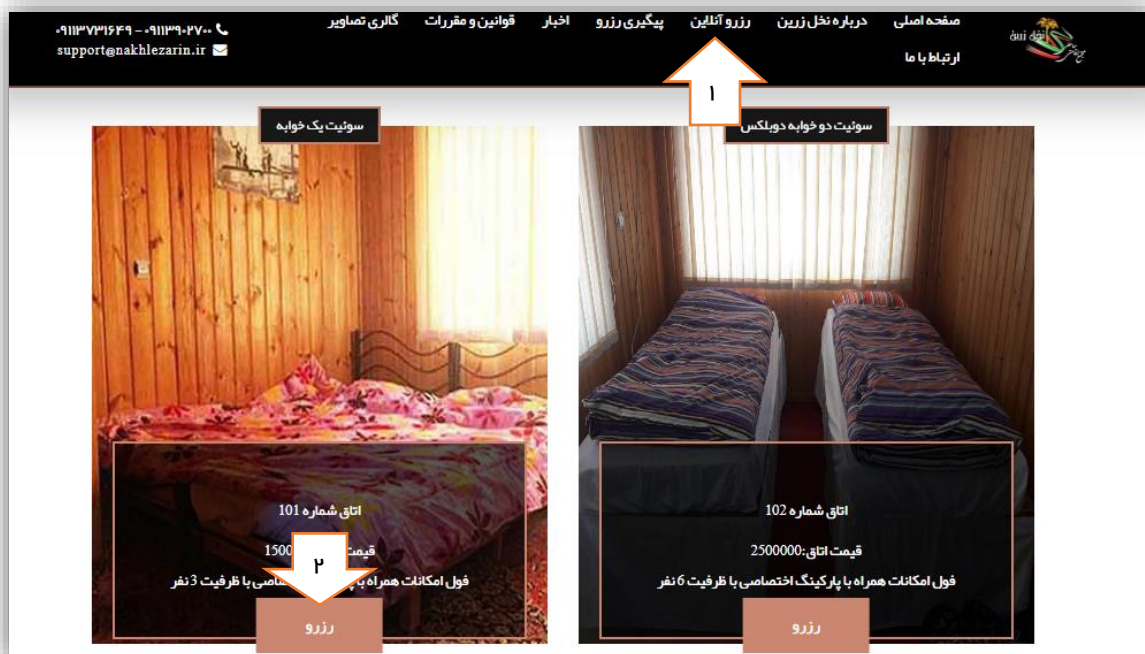 صفحه اصلی درباره نخل زرین رزرو آنلاین پیگیری رزرو اخبار قوانین و مقررات گالری تصاویر
ارتباط با ما
۰۹۱۱۳۷۳۱۶۴۹ – ۰۹۱۱۳۹۰۲۷۰۰
support@nakhlezarin.ir
۱
سوئیت دو خوابه دوبلکس
اتاق شماره 102
قیمت اتاق:2500000
فول امکانات همراه با پارکینگ اختصاصی با ظرفیت 6 نفر
رزرو
سوئیت یک خوابه
اتاق شماره 101
۲
فول امکانات همراه با ظرفیت 3 نفر
رزرو